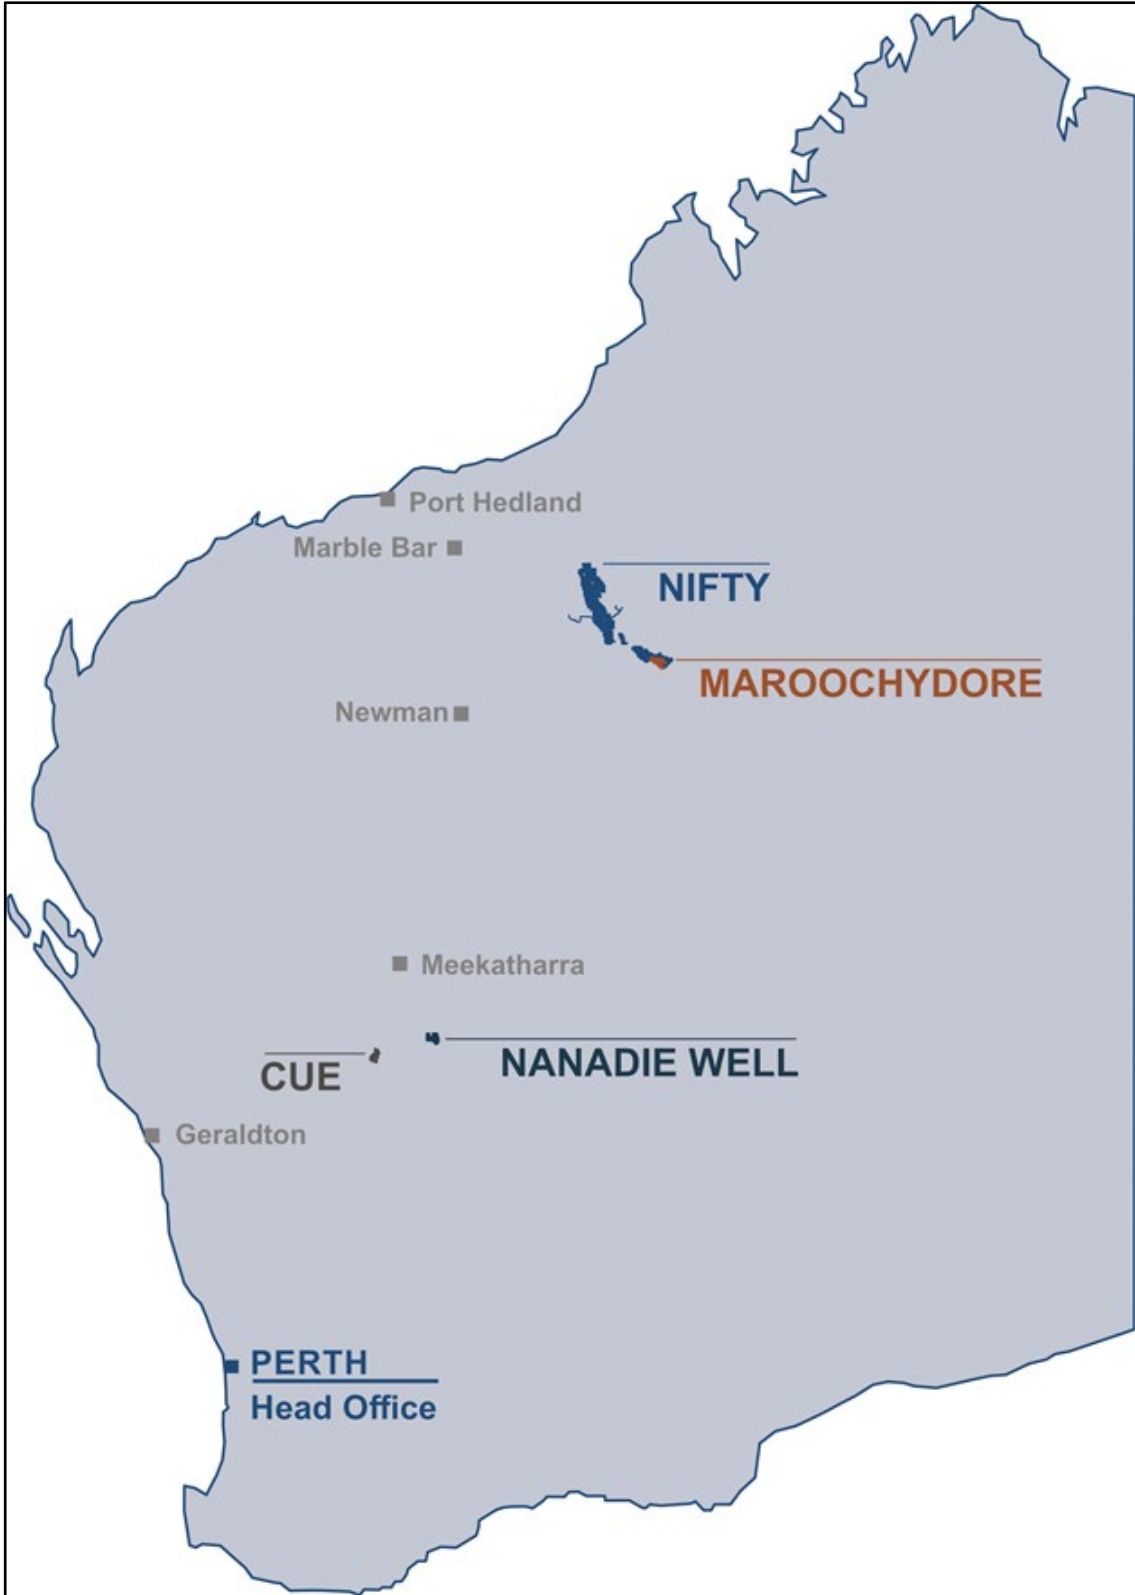 Port Hedland
Marble Bar
NIFTY
MAROOCHYDORE
Newman
Meekatharra
NANADIE WELL
CUE
Geraldton
PERTH
Head Office